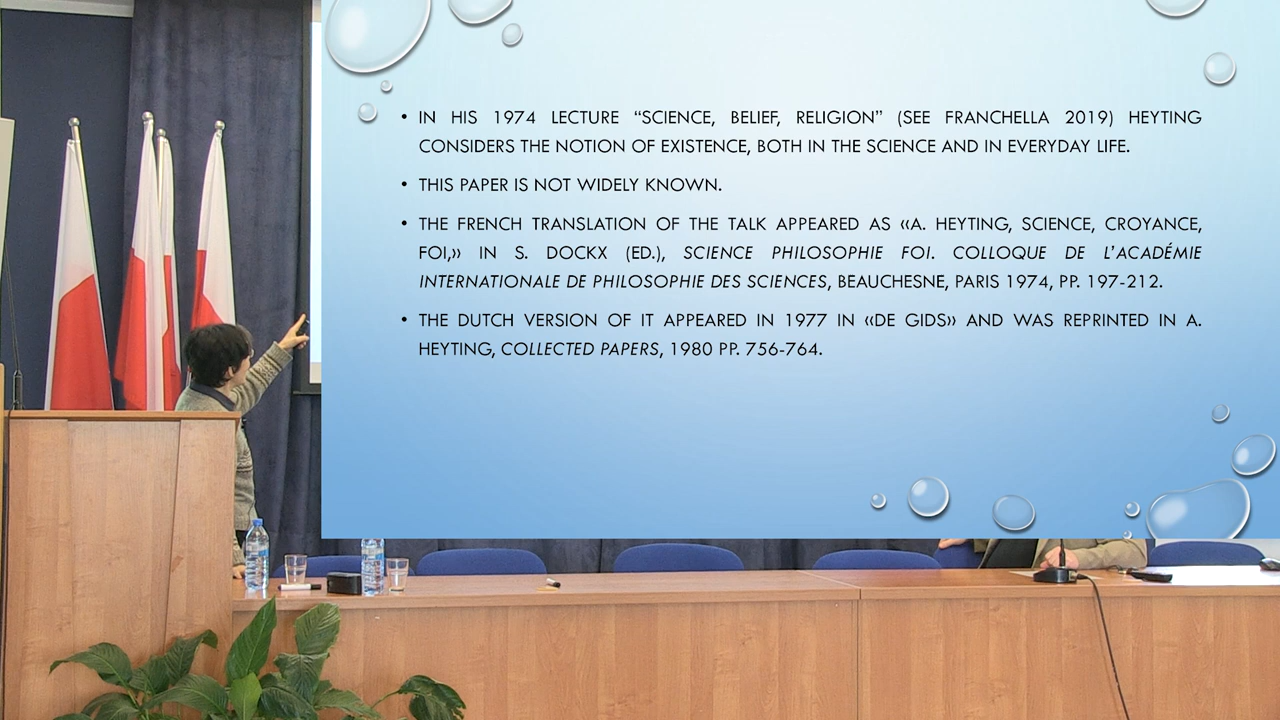 • IN HIS 1974 LECTURE “SCIENCE, BELIEF, RELIGION” (SEE FRANCHELLA 2019) HEYTING
CONSIDERS THE NOTION OF EXISTENCE, BOTH IN THE SCIENCE AND IN EVERYDAY LIFE.
• THIS PAPER IS NOT WIDELY KNOWN.
• THE FRENCH TRANSLATION OF THE TALK APPEARED AS «A. HEYTING, SCIENCE, CROYANCE,
FOI,» IN S. DOCKX (ED.), SCIENCE PHILOSOPHIE FOI. COLLOQUE DE L’ACADÉMIE
INTERNATIONALE DE PHILOSOPHIE DES SCIENCES, BEAUCHESNE, PARIS 1974, PP. 197-212.
• THE DUTCH VERSION OF IT APPEARED IN 1977 IN «DE GIDS» AND WAS REPRINTED IN A.
HEYTING, COLLECTED PAPERS, 1980 PP. 756-764.